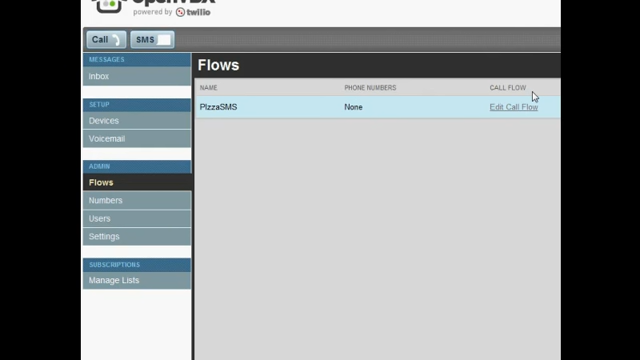 OpenVBX
powered by twilio
Call SMS
MESSAGES
Inbox
SETUP
Devices
Voicemail
ADMIN
Flows
Numbers
Users
Settings
SUBSCRIPTIONS
Manage Lists
Flows
NAME PHONE NUMBERS CALL FLOW
PIzzaSMS None Edit Call Flow